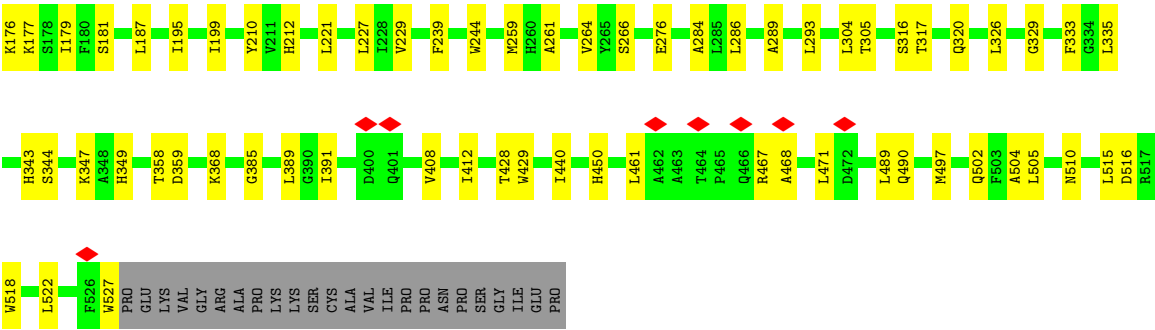 K176 K177 S178 I179 F180 S181 L187 I195 I199 Y210 V211 H212 L221 L227 I228 V229 F239 W244 M259 H260 A261 V264 Y265 S266 E276 A284 L285 L286 A289 L293 L304 T305 S316 T317 Q320 L326 G329 F333 G334 L335
H343 S344 K347 A348 H349 T358 D359 K368 G385 L389 G390 I391 D400 Q401 V408 I412 T428 W429 I440 H450 L461 A462 A463 T464 P465 Q466 R467 A468 L471 D472 L489 Q490 M497 Q502 F503 A504 L505 N510 L515 D516 R517
W518 L522 F526 W527 PRO GLU LYS VAL GLY ARG ALA PRO LYS LYS SER CYS ALA VAL ILE PRO PRO ASN PRO SER GLY ILE GLU PRO